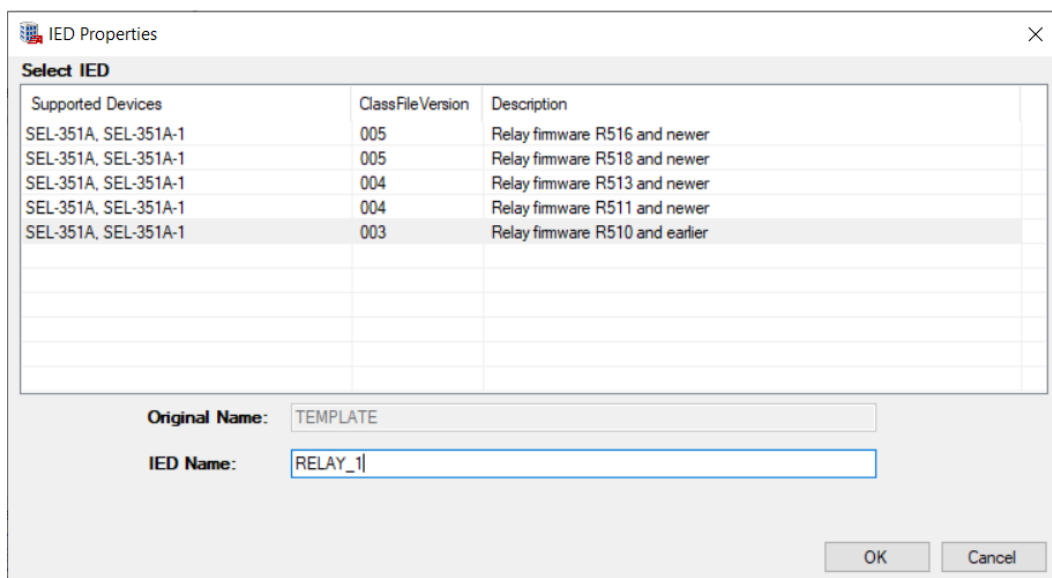 IED Properties
Select IED
Supported Devices ClassFileVersion Description
SEL-351A, SEL-351A-1 005 Relay firmware R516 and newer
SEL-351A, SEL-351A-1 005 Relay firmware R518 and newer
SEL-351A, SEL-351A-1 004 Relay firmware R513 and newer
SEL-351A, SEL-351A-1 004 Relay firmware R511 and newer
SEL-351A, SEL-351A-1 003 Relay firmware R510 and earlier
Original Name: TEMPLATE
IED Name: RELAY_1
OK Cancel